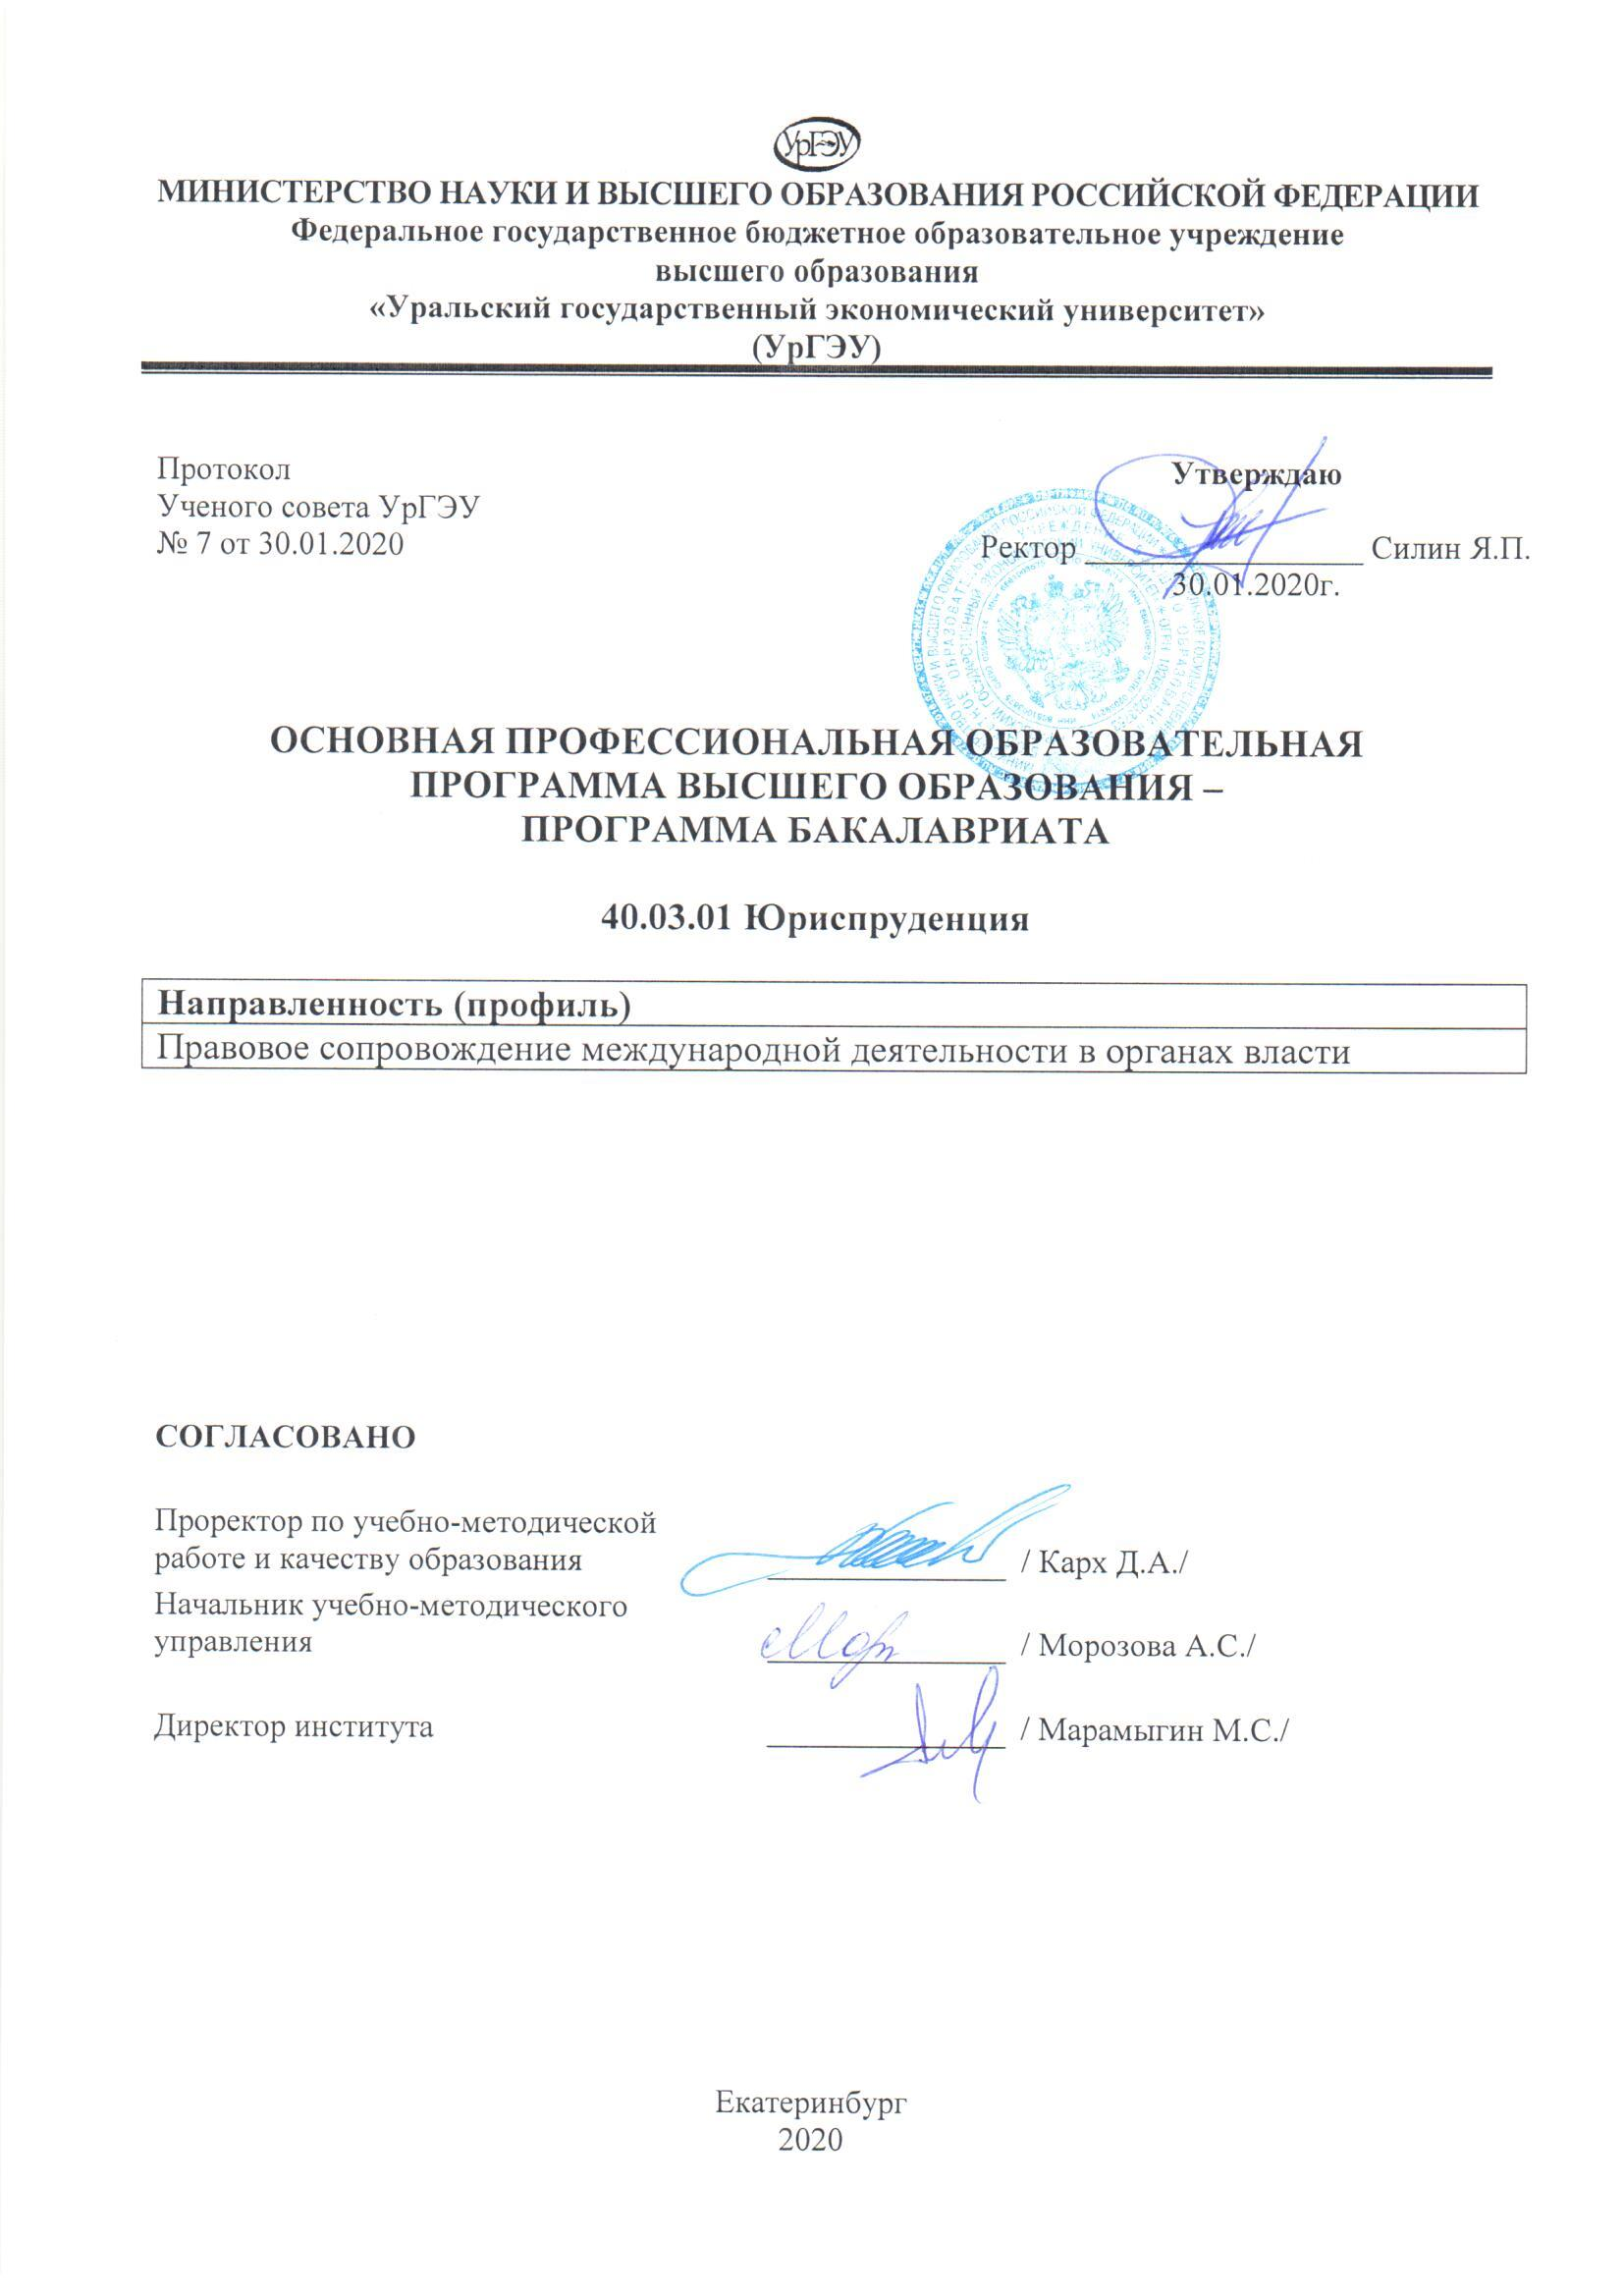 УрГЭУ
МИНИСТЕРСТВО НАУКИ И ВЫСШЕГО ОБРАЗОВАНИЯ РОССИЙСКОЙ ФЕДЕРАЦИИ
Федеральное государственное бюджетное образовательное учреждение
высшего образования
«Уральский государственный экономический университет»
(УрГЭУ)
Протокол
Ученого совета УрГЭУ
№ 7 от 30.01.2020
Утверждаю
Ректор Силин Я.П.
30.01.2020г.
ОСНОВНАЯ ПРОФЕССИОНАЛЬНАЯ ОБРАЗОВАТЕЛЬНАЯ
ПРОГРАММА ВЫСШЕГО ОБРАЗОВАНИЯ –
ПРОГРАММА БАКАЛАВРИАТА
40.03.01 Юриспруденция
Направленность (профиль)
Правовое сопровождение международной деятельности в органах власти
СОГЛАСОВАНО
Проректор по учебно-методической
работе и качеству образования / Карх Д.А./
Начальник учебно-методического
управления / Морозова А.С./
Директор института / Марамыгин М.С./
Екатеринбург
2020